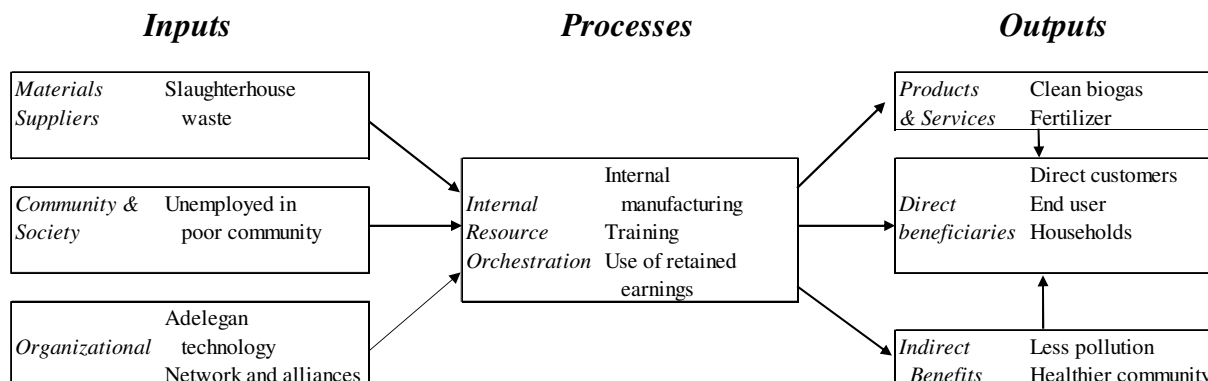 Inputs
Processes
Outputs
Materials Suppliers
Slaughterhouse
waste
Community & Society
Unemployed in
poor community
Organizational
Adelegan
technology
Network and alliances
Internal
Resource
Orchestration
Internal
manufacturing
Training
Use of retained
earnings
Products
& Services
Clean biogas
Fertilizer
Direct
beneficiaries
Direct customers
End user
Households
Indirect
Benefits
Less pollution
Healthier community